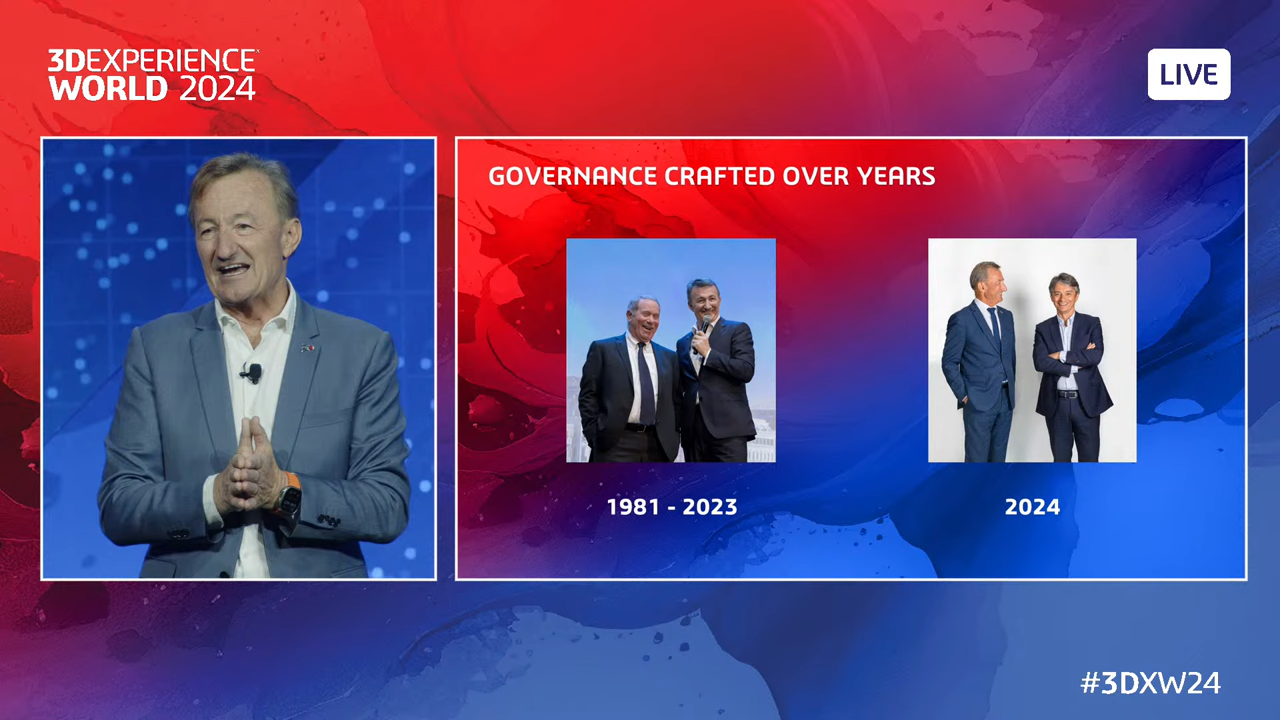 3DEXPERIENCE
WORLD 2024
LIVE
GOVERNANCE CRAFTED OVER YEARS
1981 - 2023
2024
#3DXW24